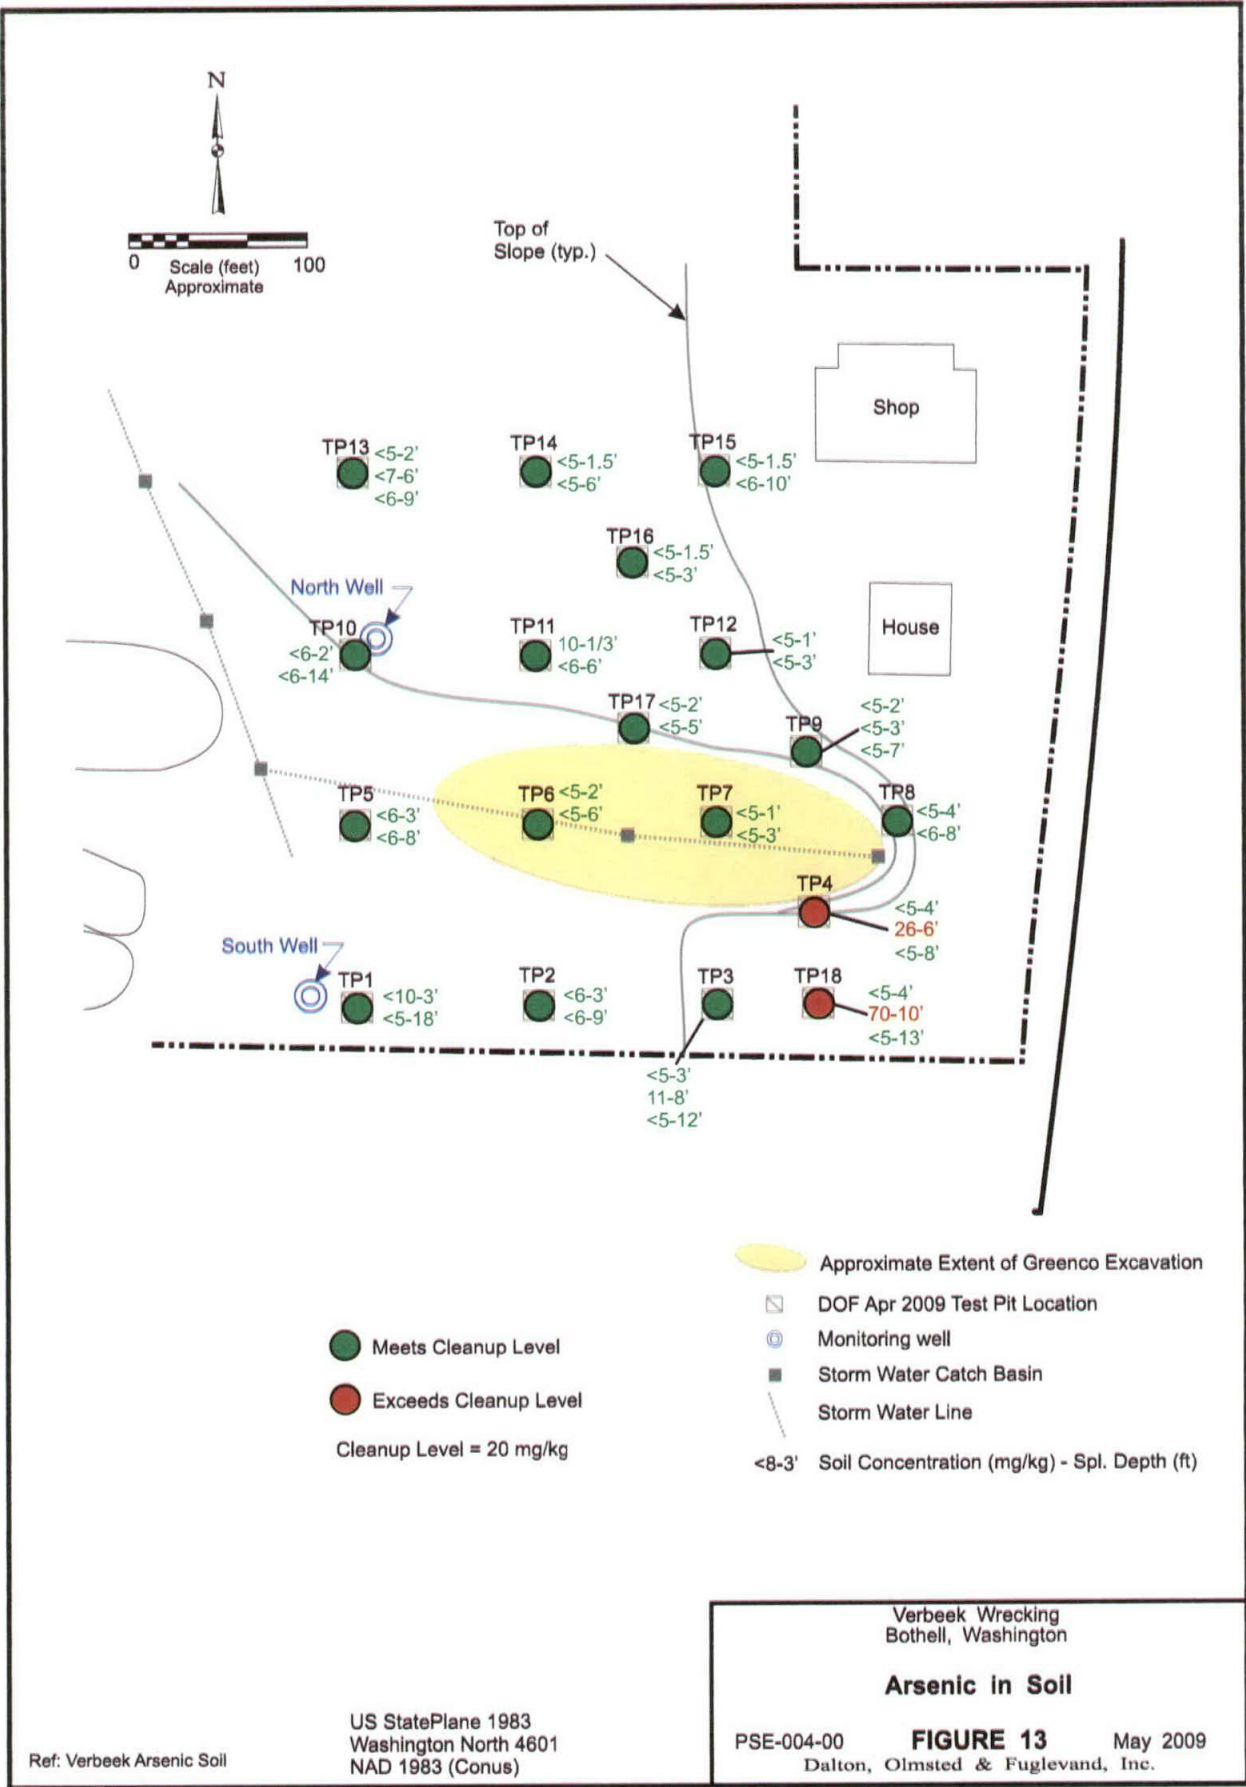 N
0 Scale (feet) 100
Approximate
Top of
Slope (typ.)
Shop
TP13
<5-2'
<7-6'
<6-9'
TP14
<5-1.5'
<5-6'
TP15
<5-1.5'
<6-10'
TP16
<5-1.5'
<5-3'
North Well
TP10
<6-2'
<6-14'
TP11
10-1/3'
<6-6'
TP12
<5-1'
<5-3'
House
TP17
<5-2'
<5-5'
TP9
<5-2'
<5-3'
<5-7'
TP5
<6-3'
<6-8'
TP6
<5-2'
<5-6'
TP7
<5-1'
<5-3'
TP8
<5-4'
<6-8'
TP4
<5-4'
26-6'
<5-8'
South Well
TP1
<10-3'
<5-18'
TP2
<6-3'
<6-9'
TP3
<5-3'
11-8'
<5-12'
TP18
<5-4'
70-10'
<5-13'
Approximate Extent of Greenco Excavation
DOF Apr 2009 Test Pit Location
Monitoring well
Storm Water Catch Basin
Storm Water Line
<8-3' Soil Concentration (mg/kg) - Spl. Depth (ft)
Meets Cleanup Level
Exceeds Cleanup Level
Cleanup Level = 20 mg/kg
Verbeek Wrecking
Bothell, Washington
Arsenic in Soil
PSE-004-00 FIGURE 13 May 2009
Dalton, Olmsted & Fuglevand, Inc.
US StatePlane 1983
Washington North 4601
NAD 1983 (Conus)
Ref: Verbeek Arsenic Soil